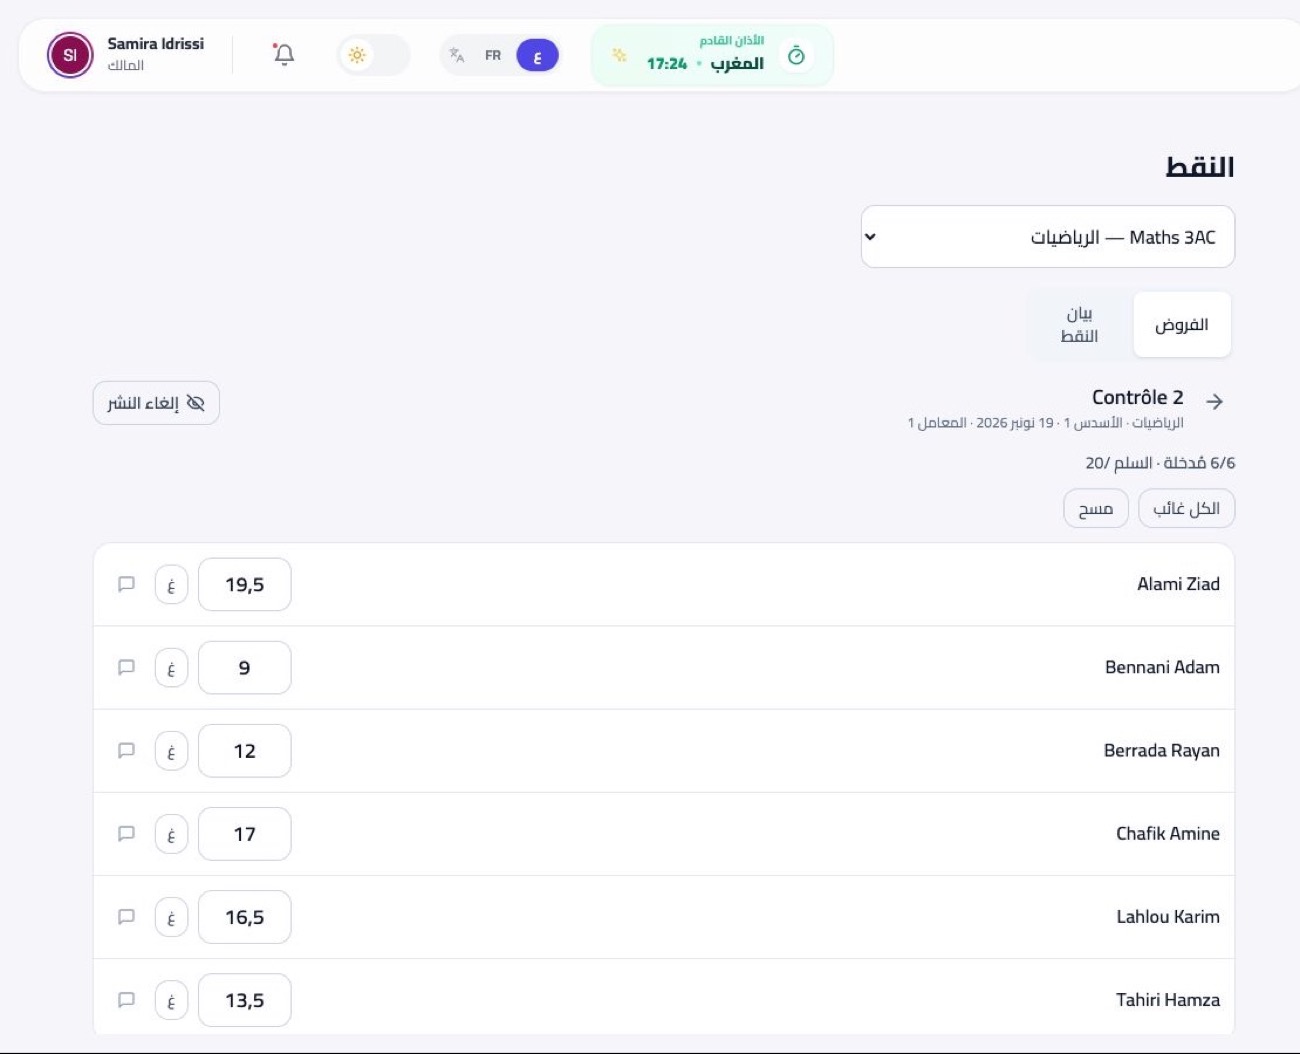 SI
Samira Idrissi
المالك
FR
ع
الأذان القادم
المغرب • 17:24
النقط
Maths 3AC — الرياضيات
الفروض
بيان
النقط
Contrôle 2
الرياضيات · الأسدس 1 · 19 نونبر 2026 · المعامل 1
إلغاء النشر
6/6 مُدخلة · السلم /20
الكل غائب
مسح
Alami Ziad 19,5 غ
Bennani Adam 9 غ
Berrada Rayan 12 غ
Chafik Amine 17 غ
Lahlou Karim 16,5 غ
Tahiri Hamza 13,5 غ